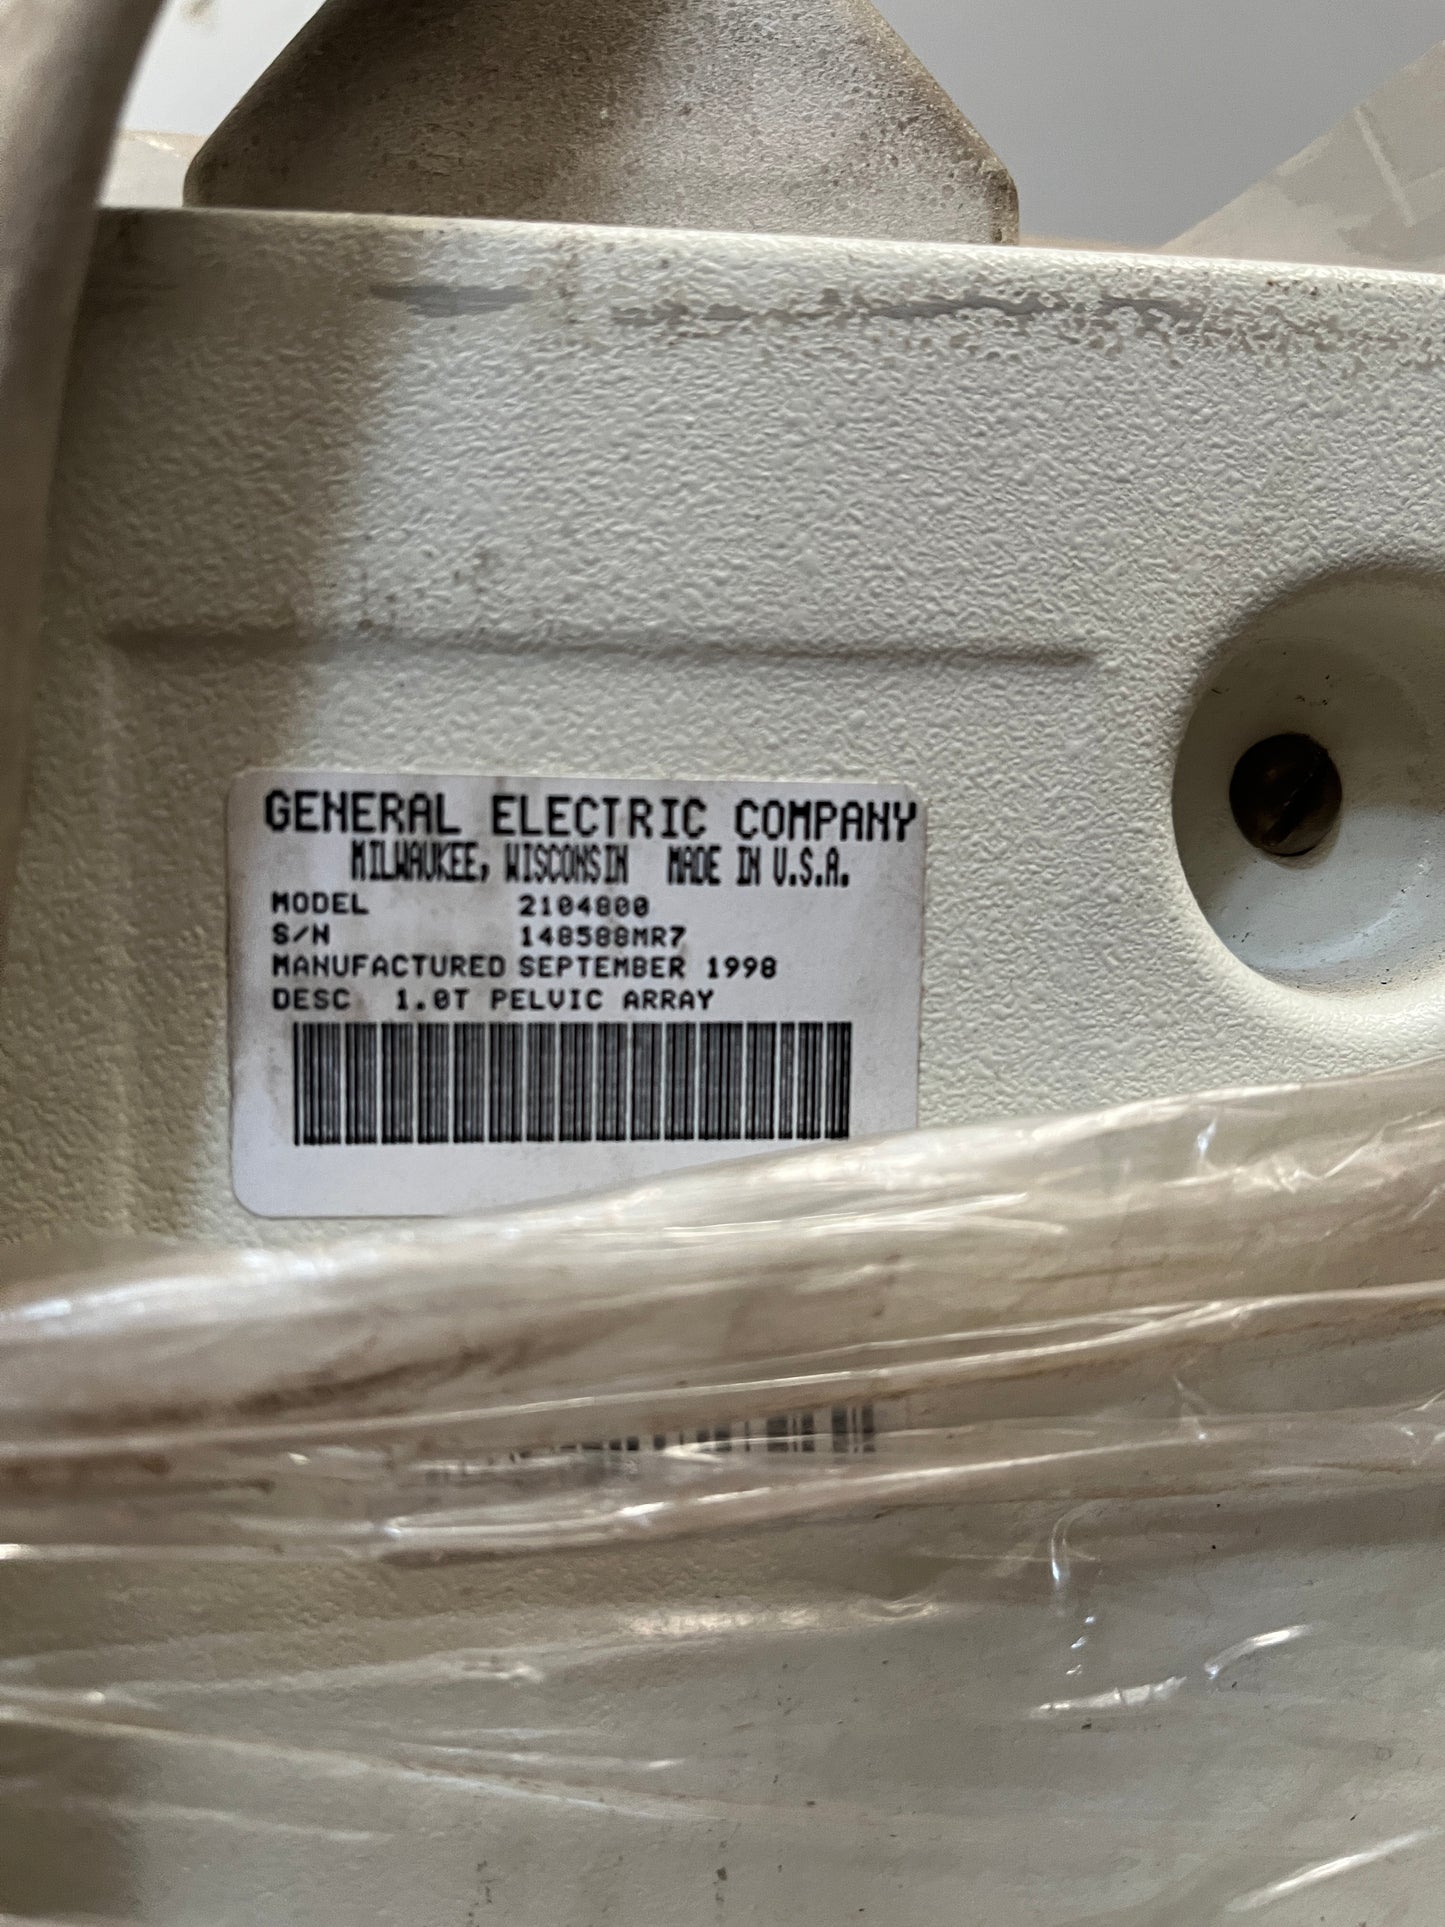 GENERAL ELECTRIC COMPANY
MILWAUKEE, WISCONSIN MADE IN U.S.A.
MODEL 2104800
S/N 148588MR7
MANUFACTURED SEPTEMBER 1998
DESC 1.0T PELVIC ARRAY